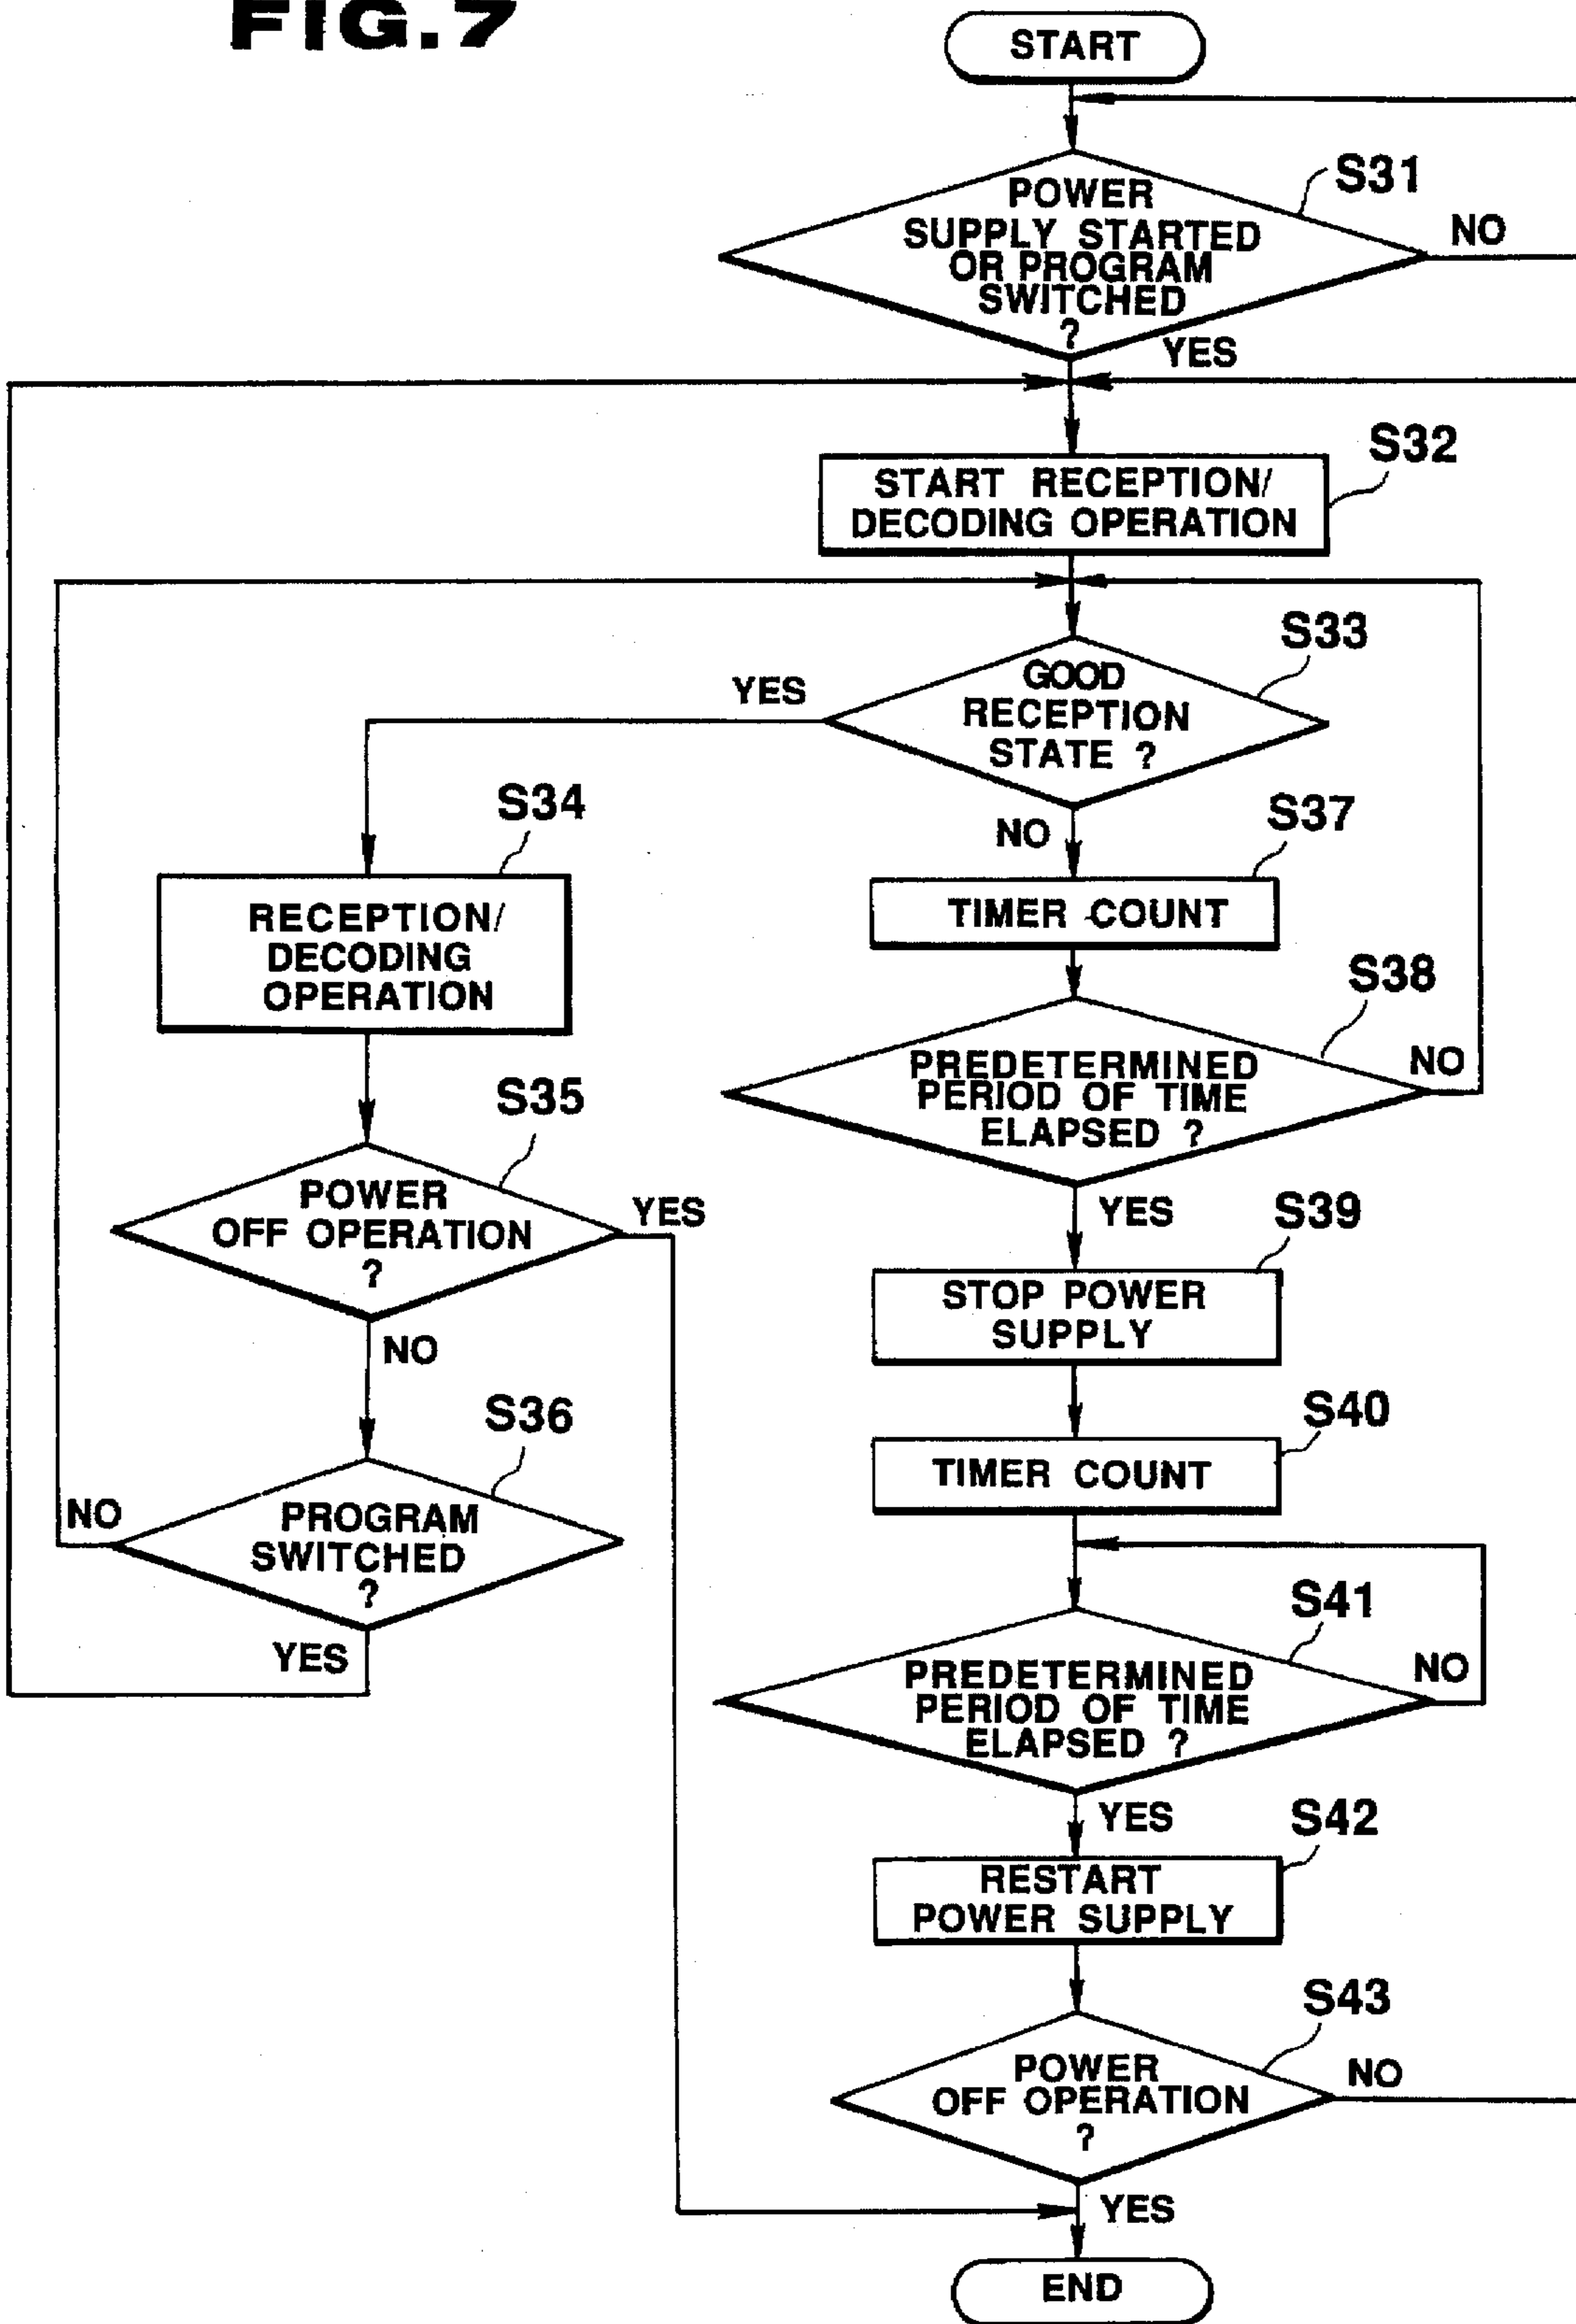 FIG.7
START
S31
POWER
SUPPLY STARTED
OR PROGRAM
SWITCHED
?
NO
YES
S32
START RECEPTION/
DECODING OPERATION
S33
GOOD
RECEPTION
STATE ?
YES
NO
S34
RECEPTION/
DECODING
OPERATION
S35
POWER
OFF OPERATION
?
YES
NO
S36
PROGRAM
SWITCHED
?
NO
YES
S37
TIMER COUNT
S38
PREDETERMINED
PERIOD OF TIME
ELAPSED ?
NO
YES
S39
STOP POWER
SUPPLY
S40
TIMER COUNT
S41
PREDETERMINED
PERIOD OF TIME
ELAPSED ?
NO
YES
S42
RESTART
POWER SUPPLY
S43
POWER
OFF OPERATION
?
NO
YES
END